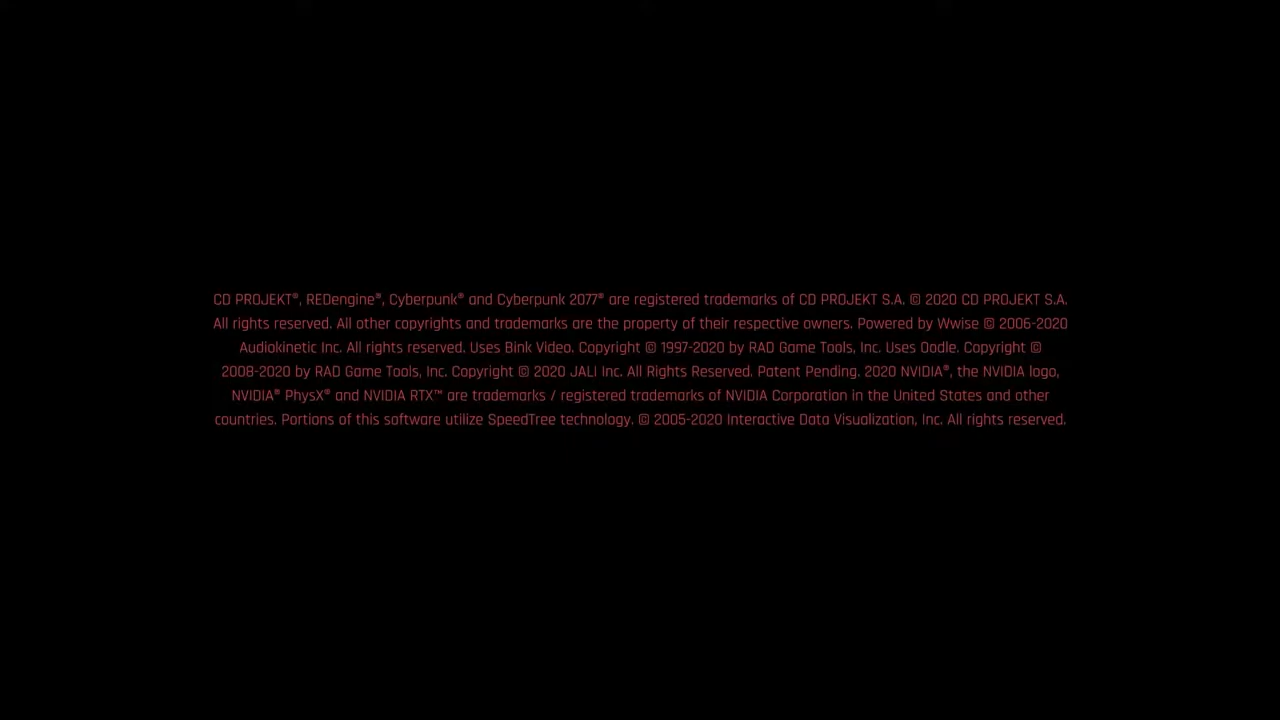 CD PROJEKT®, REDengine®, Cyberpunk® and Cyberpunk 2077® are registered trademarks of CD PROJEKT S.A. © 2020 CD PROJEKT S.A.
All rights reserved. All other copyrights and trademarks are the property of their respective owners. Powered by Wwise © 2006-2020
Audiokinetic Inc. All rights reserved. Uses Bink Video. Copyright © 1997-2020 by RAD Game Tools, Inc. Uses Oodle. Copyright ©
2008-2020 by RAD Game Tools, Inc. Copyright © 2020 JALI Inc. All Rights Reserved. Patent Pending. 2020 NVIDIA®, the NVIDIA logo,
NVIDIA® PhysX® and NVIDIA RTX™ are trademarks / registered trademarks of NVIDIA Corporation in the United States and other
countries. Portions of this software utilize SpeedTree technology. © 2005-2020 Interactive Data Visualization, Inc. All rights reserved.